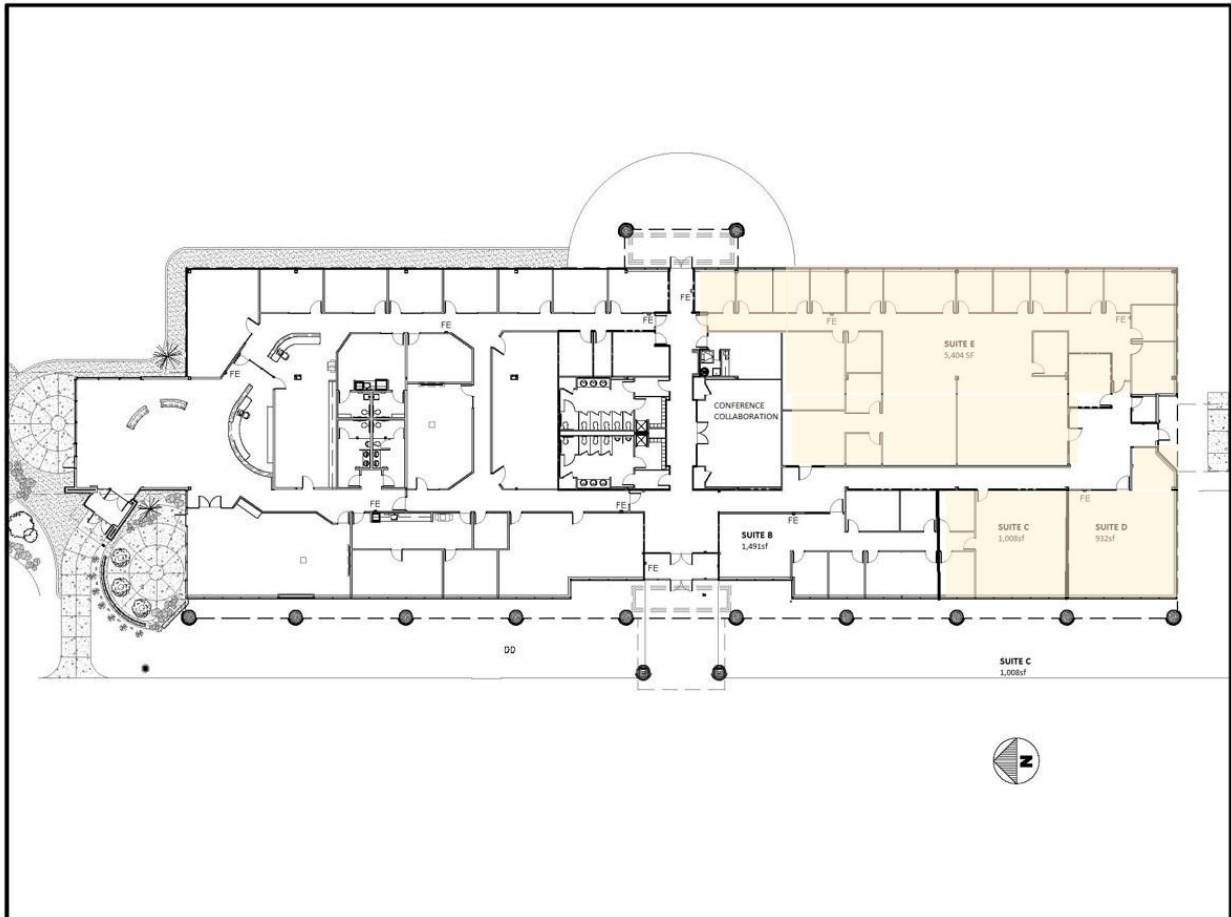 FE
FE
FE
FE
FE
SUITE E
5,404 SF
FE
CONFERENCE
COLLABORATION
FE
FE
FE
FE
SUITE B
1,491sf
SUITE C
1,008sf
SUITE D
932sf
FE
DD
SUITE C
1,008sf
N